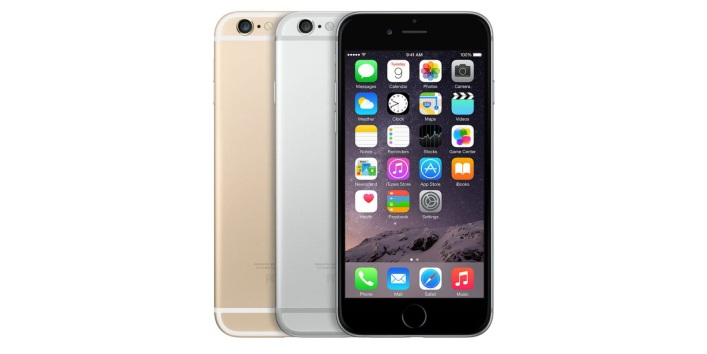 9:41 AM 100%
Tuesday
9
Messages Calendar Photos Camera
Weather Clock Maps Videos
Notes Reminders Stocks Game Center
Newsstand iTunes Store App Store iBooks
Health Passbook Settings
Phone Mail Safari Music